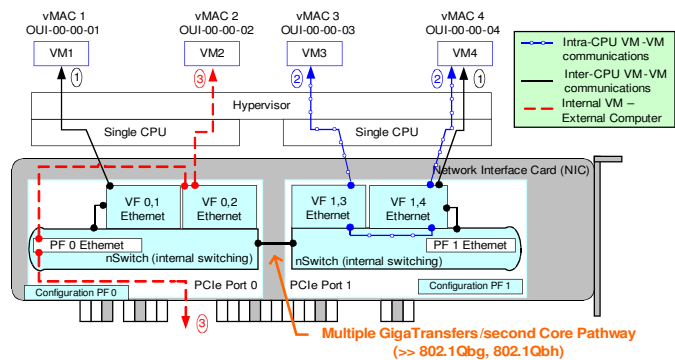 vMAC 1 vMAC 2 vMAC 3 vMAC 4
OUI-00-00-01 OUI-00-00-02 OUI-00-00-03 OUI-00-00-04
VM1 VM2 VM3 VM4
1 3 2 2 1
Intra-CPU VM-VM
communications
Inter-CPU VM-VM
communications
Internal VM –
External Computer
Hypervisor
Single CPU Single CPU
Network Interface Card (NIC)
VF 0,1
Ethernet
VF 0,2
Ethernet
VF 1,3
Ethernet
VF 1,4
Ethernet
PF 0 Ethernet PF 1 Ethernet
nSwitch (internal switching) nSwitch (internal switching)
PCIe Port 0 PCIe Port 1
Configuration PF 0 Configuration PF 1
3
Multiple GigaTransfers/second Core Pathway
(>> 802.1Qbg, 802.1Qbh)